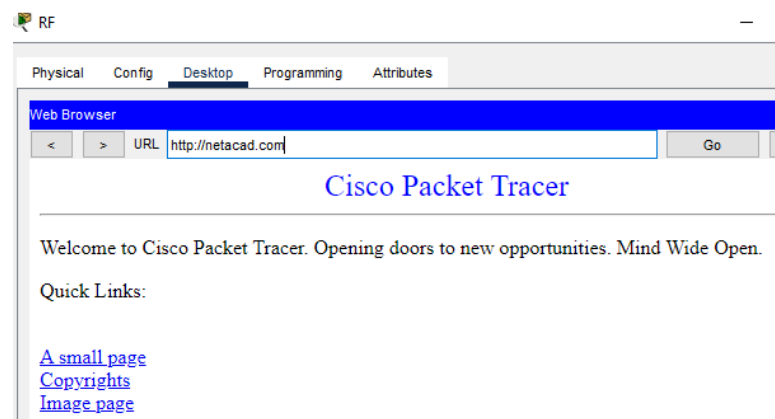 RF
Physical Config Desktop Programming Attributes
Web Browser
< > URL http://netacad.com Go
Cisco Packet Tracer
Welcome to Cisco Packet Tracer. Opening doors to new opportunities. Mind Wide Open.
Quick Links:
A small page
Copyrights
Image page